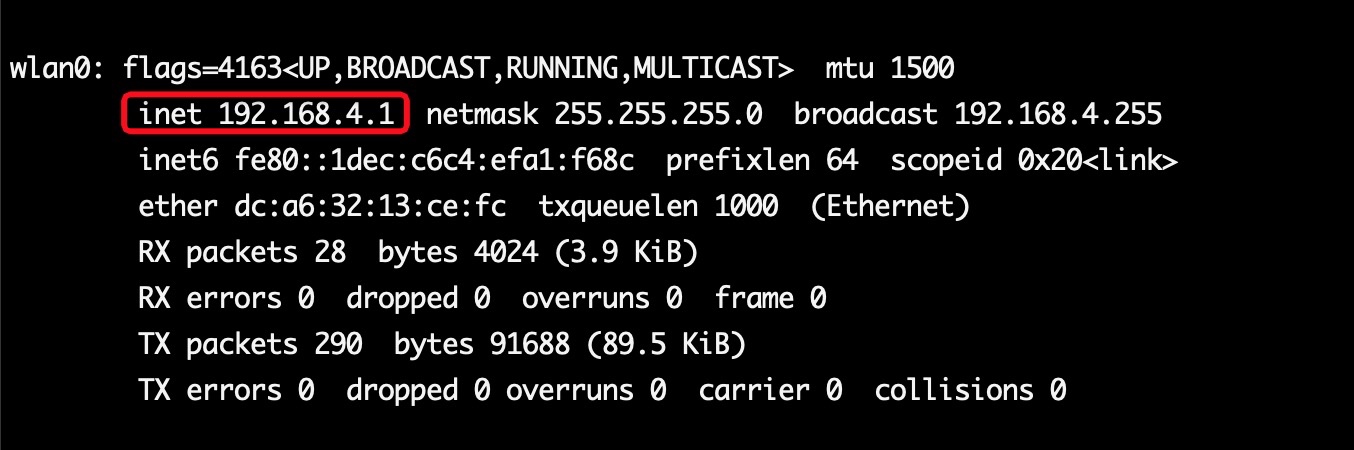 wlan0: flags=4163<UP,BROADCAST,RUNNING,MULTICAST>  mtu 1500
inet 192.168.4.1  netmask 255.255.255.0  broadcast 192.168.4.255
inet6 fe80::1dec:c6c4:efa1:f68c  prefixlen 64  scopeid 0x20<link>
ether dc:a6:32:13:ce:fc  txqueuelen 1000  (Ethernet)
RX packets 28  bytes 4024 (3.9 KiB)
RX errors 0  dropped 0  overruns 0  frame 0
TX packets 290  bytes 91688 (89.5 KiB)
TX errors 0  dropped 0 overruns 0  carrier 0  collisions 0